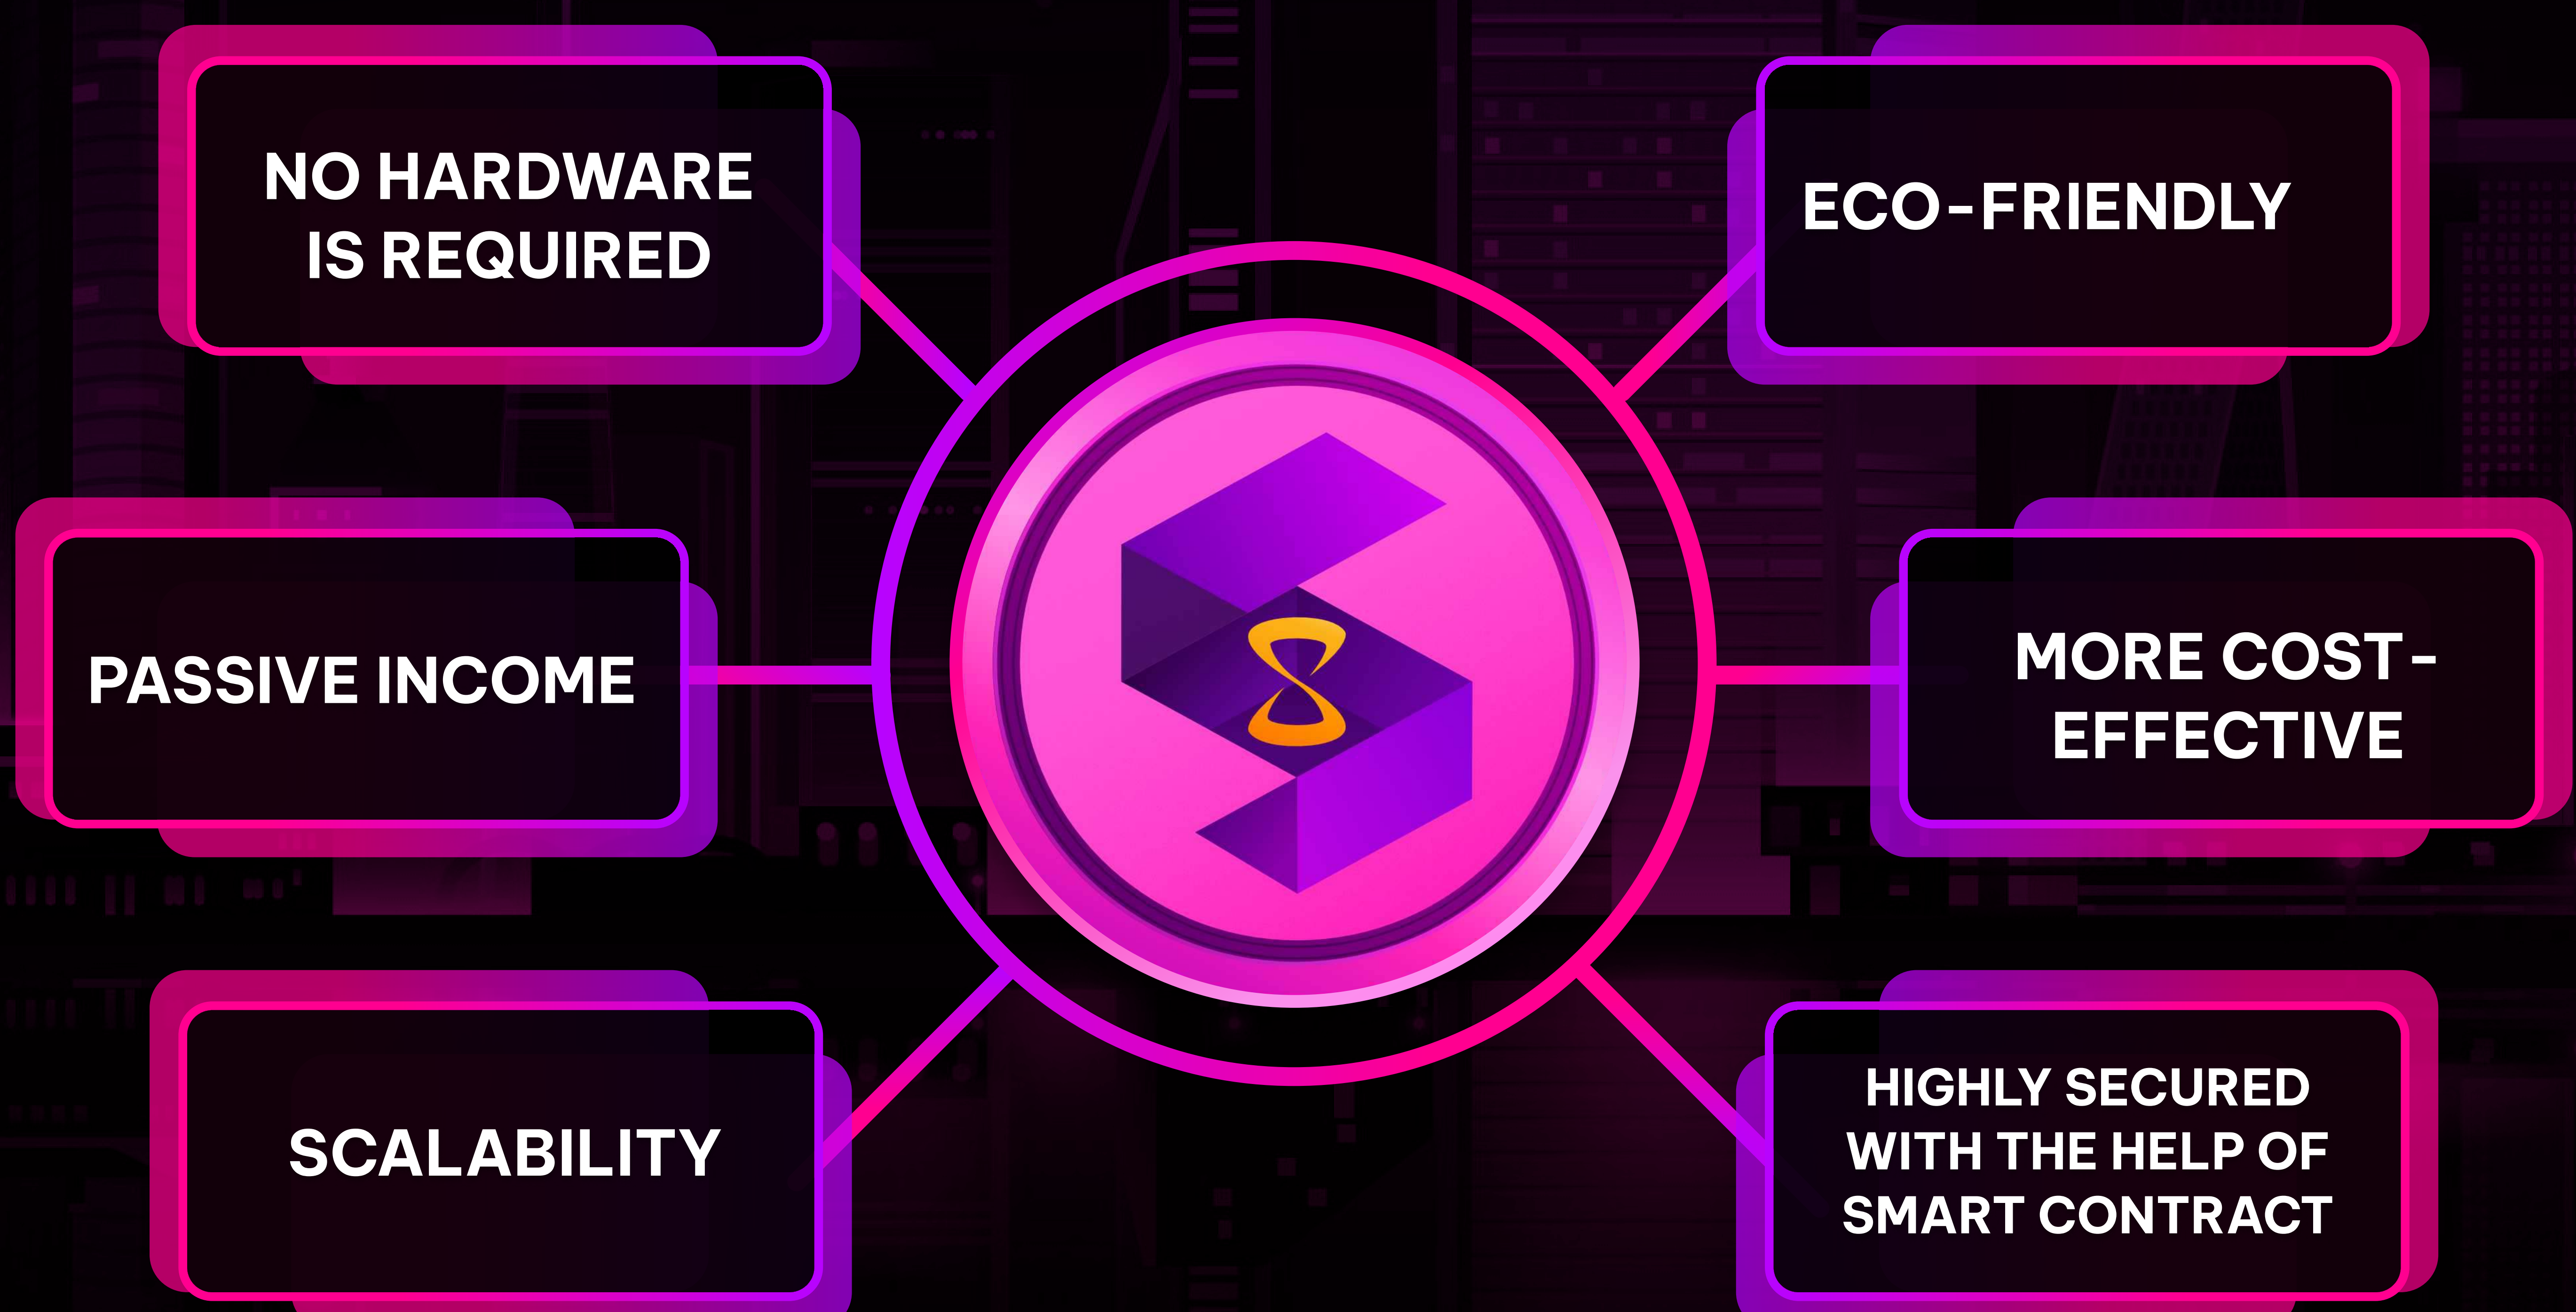 NO HARDWARE
IS REQUIRED
ECO-FRIENDLY
PASSIVE INCOME
MORE COST-
EFFECTIVE
SCALABILITY
HIGHLY SECURED
WITH THE HELP OF
SMART CONTRACT